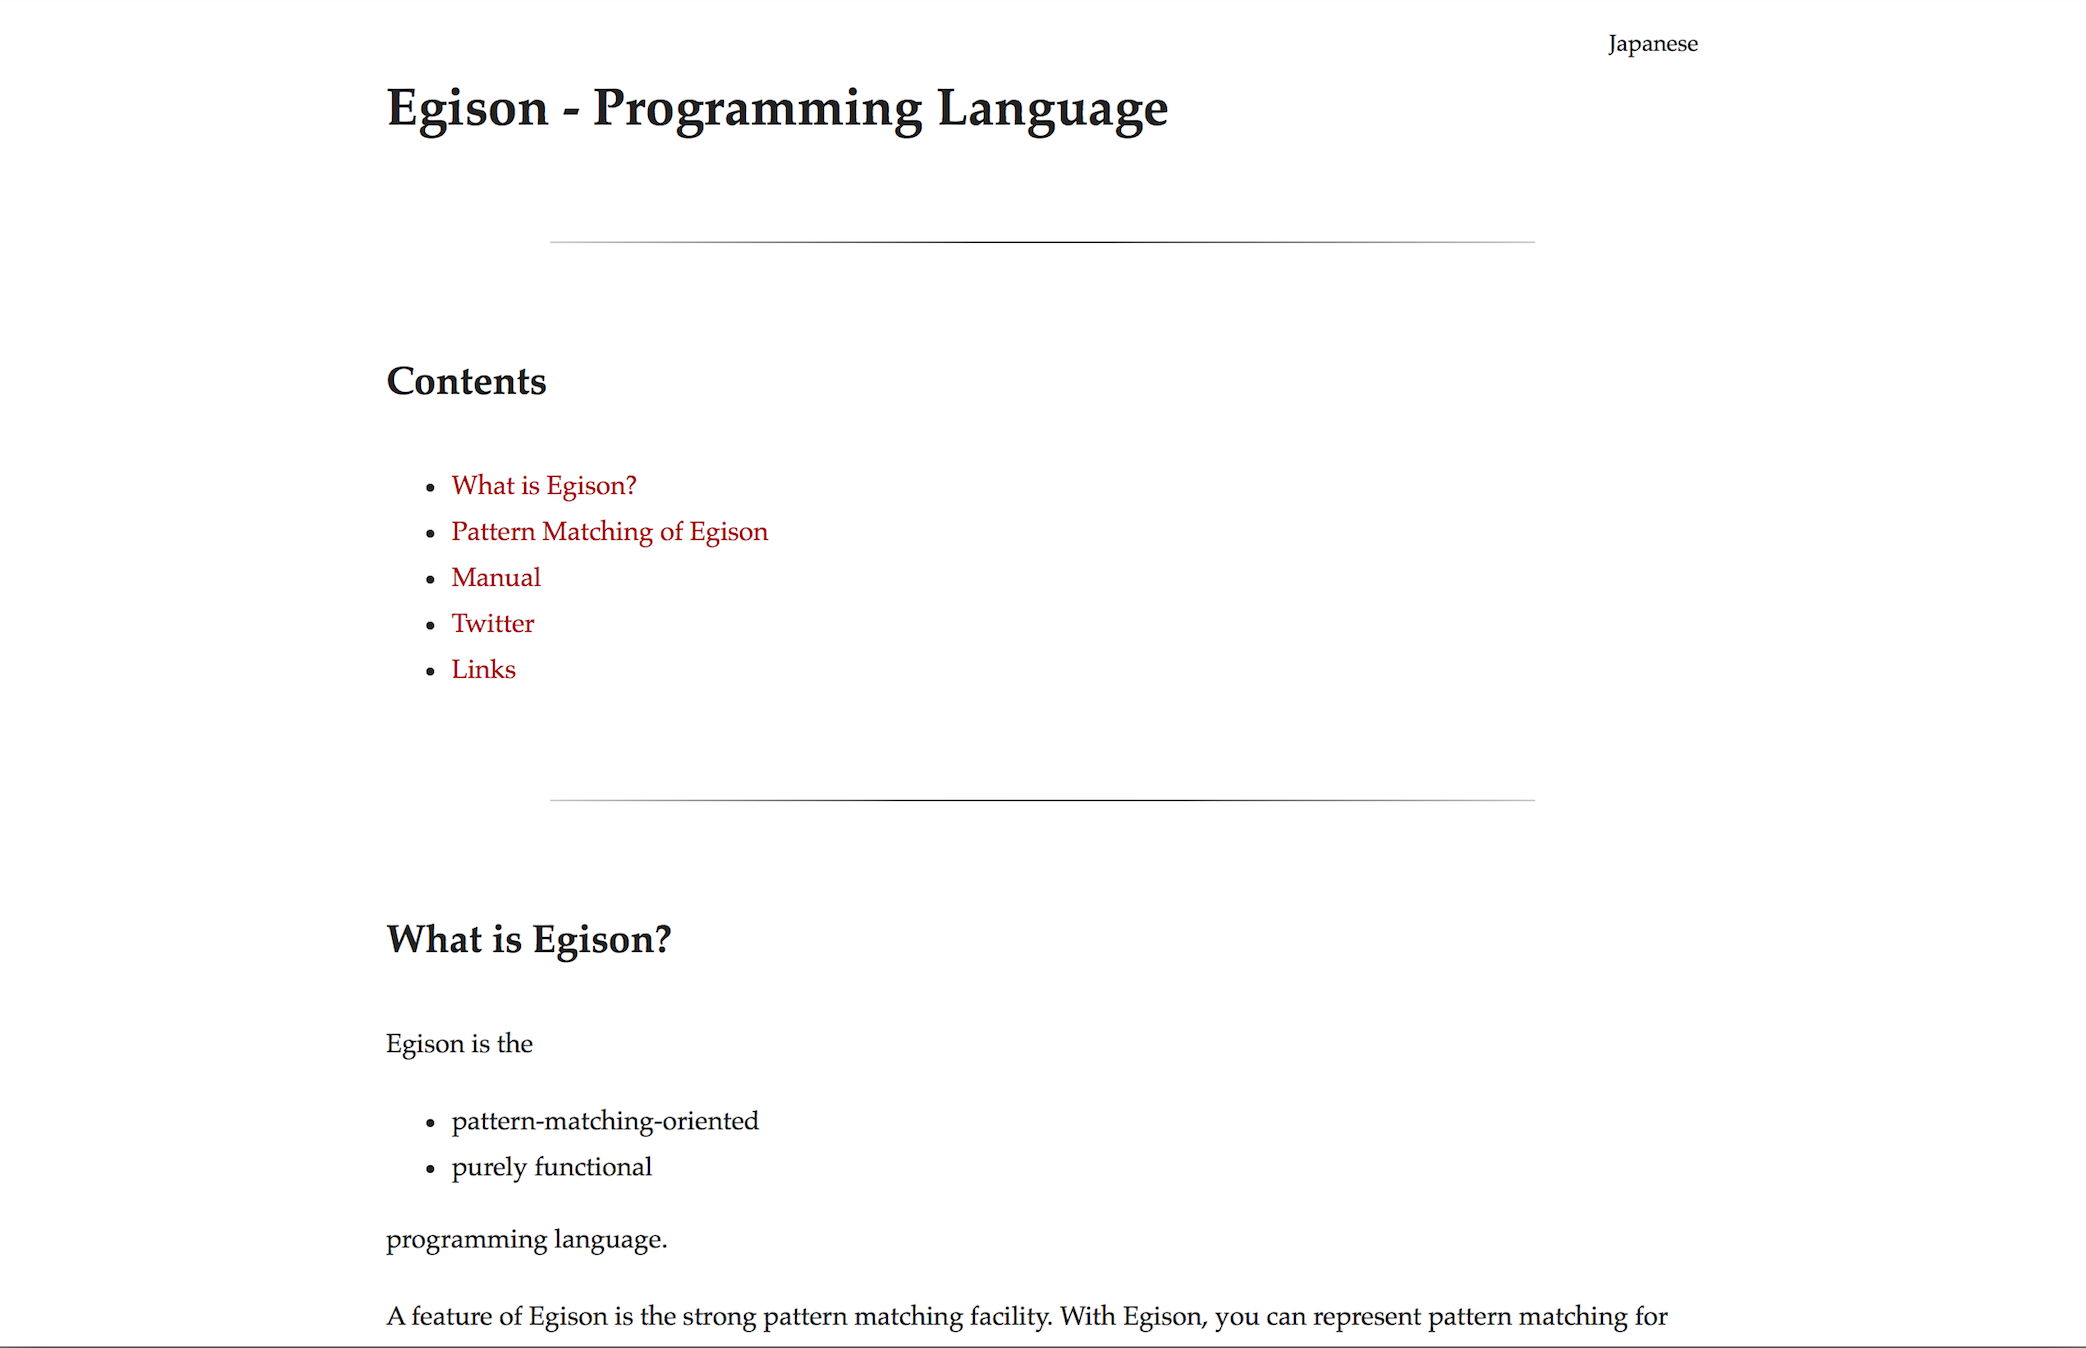 Japanese
Egison - Programming Language
Contents
What is Egison?
Pattern Matching of Egison
Manual
Twitter
Links
What is Egison?
Egison is the
pattern-matching-oriented
purely functional
programming language.
A feature of Egison is the strong pattern matching facility. With Egison, you can represent pattern matching for